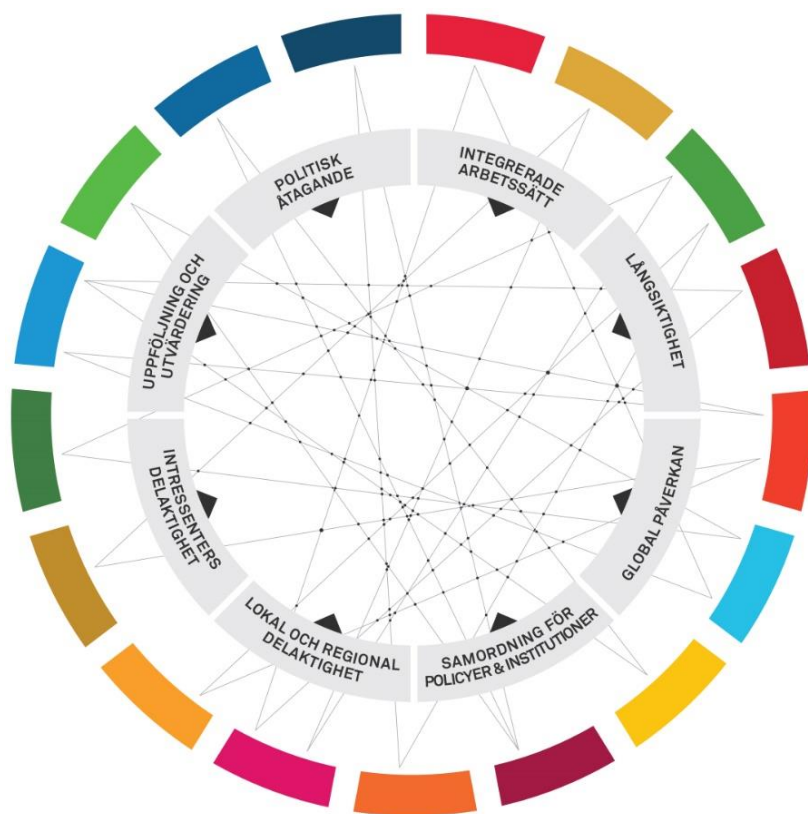 POLITISK
ÅTAGANDE
INTEGRERADE
ARBETSSÄTT
LÅNGSIKTIGHET
GLOBAL PÅVERKAN
SAMORDNING FÖR
POLICYER & INSTITUTIONER
LOKAL OCH REGIONAL
DELAKTIGHET
INTRESSENTERS
DELAKTIGHET
UPPFÖLJNING OCH
UTVÄRDERING